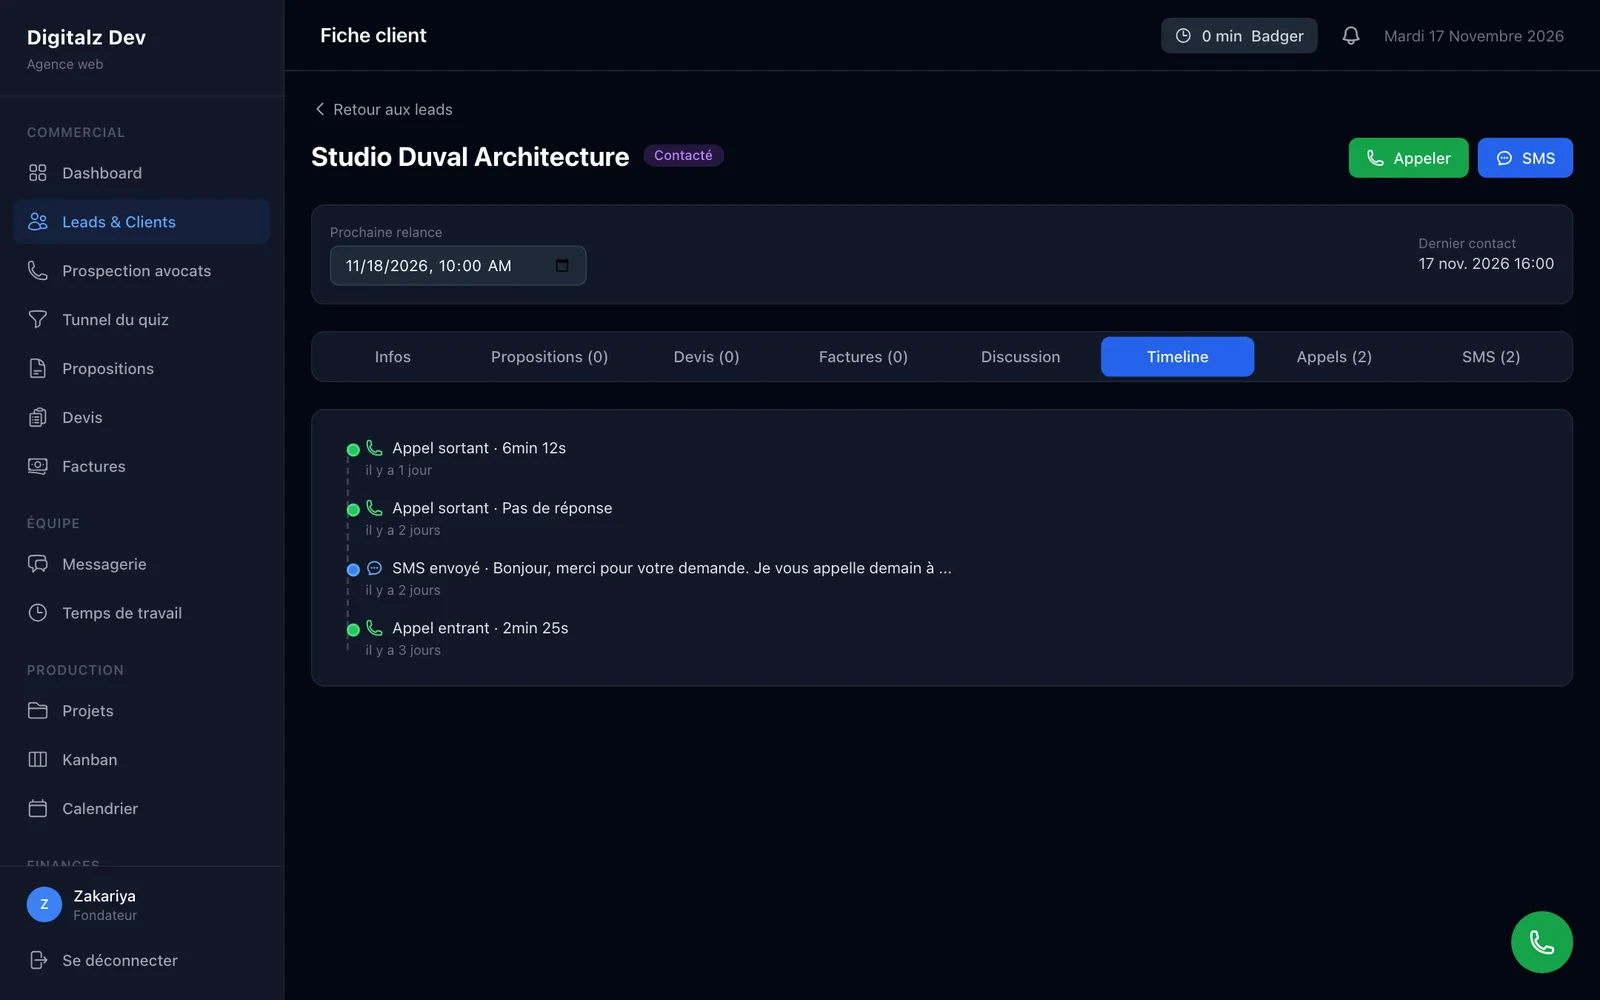 Digitalz Dev
Agence web
COMMERCIAL
Dashboard
Leads & Clients
Prospection avocats
Tunnel du quiz
Propositions
Devis
Factures
ÉQUIPE
Messagerie
Temps de travail
PRODUCTION
Projets
Kanban
Calendrier
FINANCES
Z
Zakariya
Fondateur
Se déconnecter
Fiche client
0 min Badger
Mardi 17 Novembre 2026
Retour aux leads
Studio Duval Architecture Contacté
Appeler SMS
Prochaine relance
11/18/2026, 10:00 AM
Dernier contact
17 nov. 2026 16:00
Infos Propositions (0) Devis (0) Factures (0) Discussion Timeline Appels (2) SMS (2)
Appel sortant · 6min 12s
il y a 1 jour
Appel sortant · Pas de réponse
il y a 2 jours
SMS envoyé · Bonjour, merci pour votre demande. Je vous appelle demain à ...
il y a 2 jours
Appel entrant · 2min 25s
il y a 3 jours